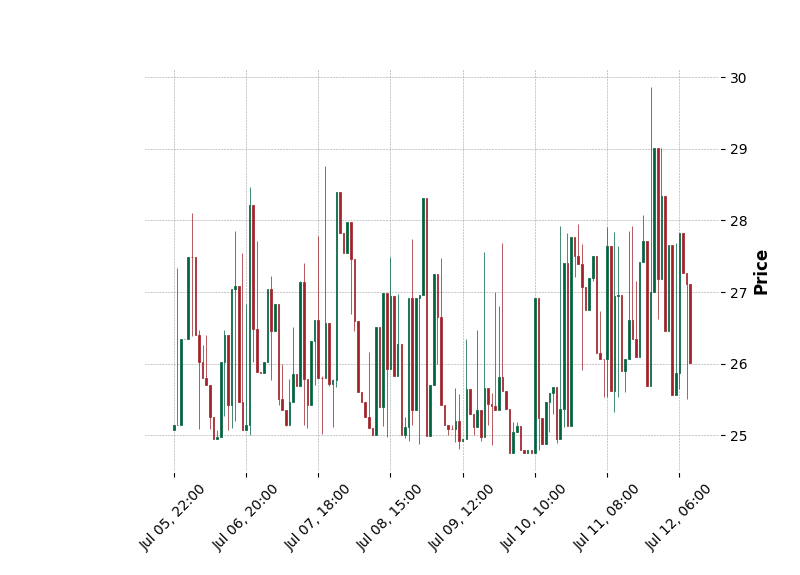 30
29
28
27
26
25
Price
Jul 05, 22:00
Jul 06, 20:00
Jul 07, 18:00
Jul 08, 15:00
Jul 09, 12:00
Jul 10, 10:00
Jul 11, 08:00
Jul 12, 06:00